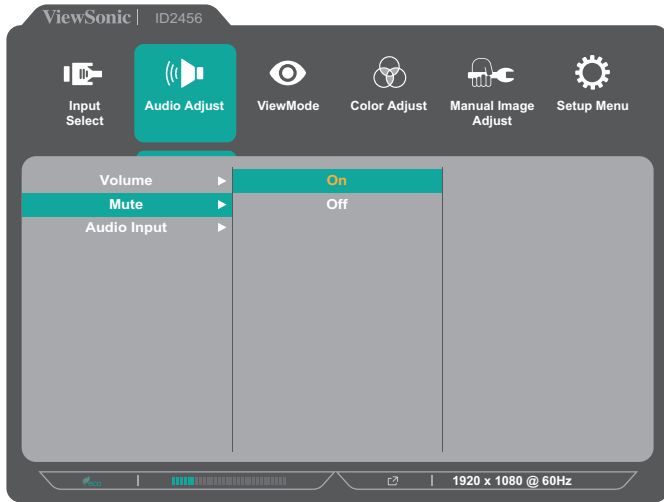 ViewSonic | ID2456
Input Select
Audio Adjust
ViewMode
Color Adjust
Manual Image Adjust
Setup Menu
Volume
On
Mute
Off
Audio Input
eco
1920 x 1080 @ 60Hz